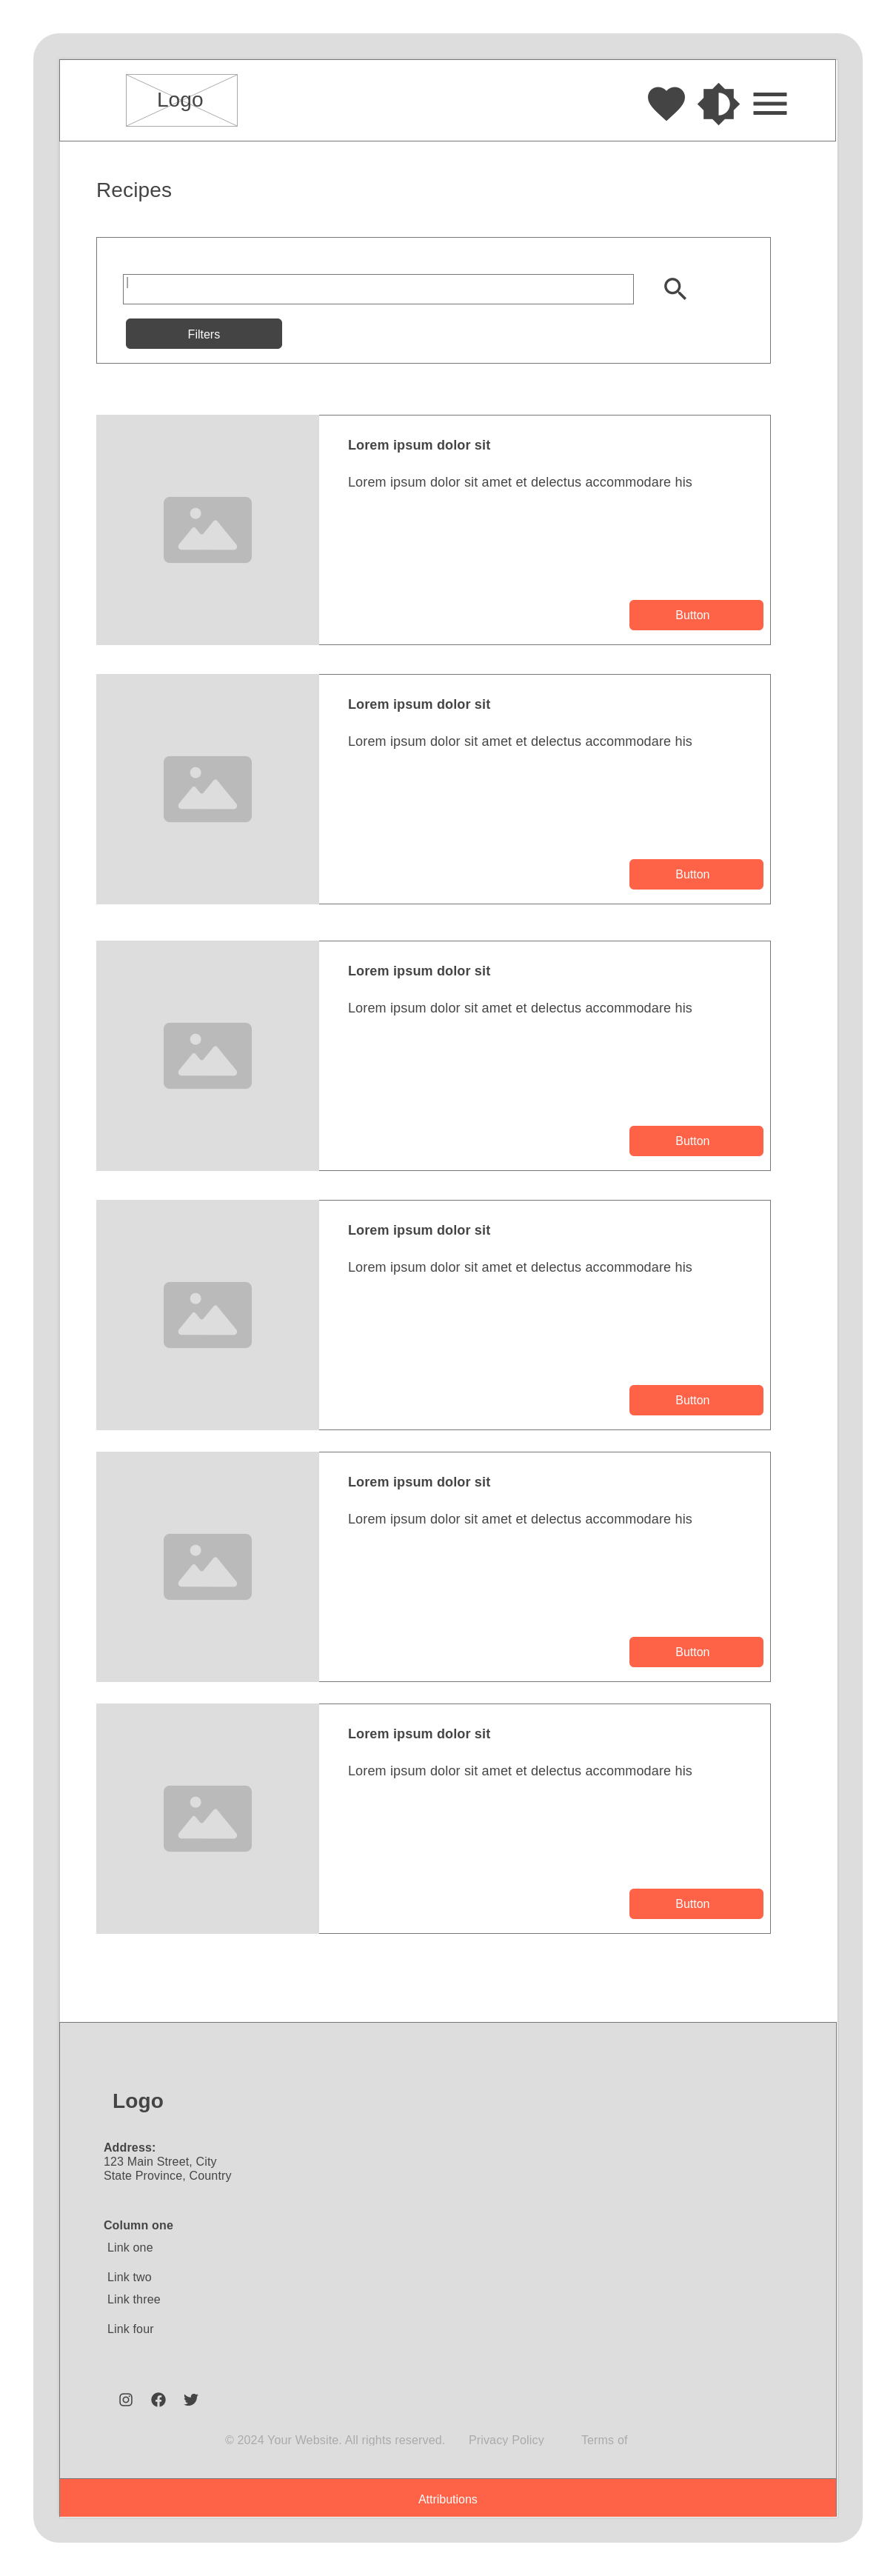 Logo
Recipes
Filters
Lorem ipsum dolor sit
Lorem ipsum dolor sit amet et delectus accommodare his
Button
Lorem ipsum dolor sit
Lorem ipsum dolor sit amet et delectus accommodare his
Button
Lorem ipsum dolor sit
Lorem ipsum dolor sit amet et delectus accommodare his
Button
Lorem ipsum dolor sit
Lorem ipsum dolor sit amet et delectus accommodare his
Button
Lorem ipsum dolor sit
Lorem ipsum dolor sit amet et delectus accommodare his
Button
Lorem ipsum dolor sit
Lorem ipsum dolor sit amet et delectus accommodare his
Button
Logo
Address:
123 Main Street, City
State Province, Country
Column one
Link one
Link two
Link three
Link four
© 2024 Your Website. All rights reserved. Privacy Policy Terms of
Attributions